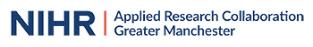 NIHR | Applied Research Collaboration
Greater Manchester